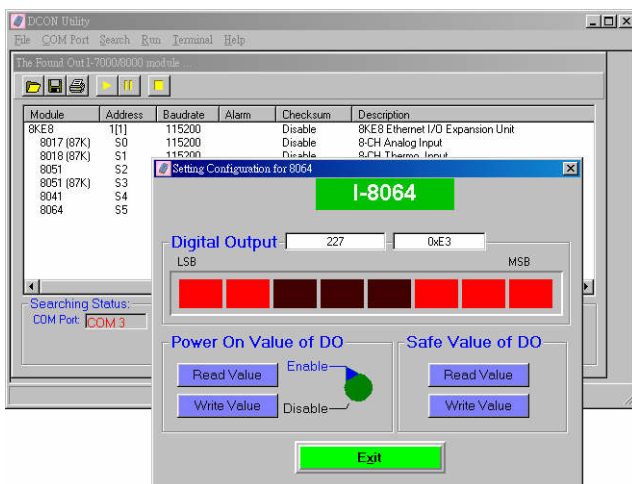 DCON Utility
File COM Port Search Run Terminal Help
The Found Out I-7000/8000 module ...
Module Address Baudrate Alarm Checksum Description
8KE8 1[1] 115200 Disable 8KE8 Ethernet I/O Expansion Unit
8017 (87K) S0 115200 Disable 8-CH Analog Input
8018 (87K) S1 115200 Disable 8-CH Thermo. Input
8051 S2
8051 (87K) S3
8041 S4
8064 S5
Setting Configuration for 8064
I-8064
Digital Output 227 0xE3
LSB MSB
Searching Status:
COM Port: COM 3
Power On Value of DO
Read Value
Enable
Write Value
Disable
Safe Value of DO
Read Value
Write Value
Exit